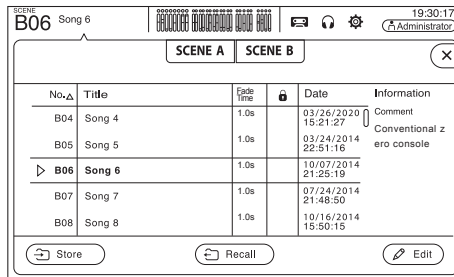 SCENE
B06 Song 6
19:30:17
Administrator
SCENE A SCENE B
No. Title Fade Time Date Information
B04 Song 4 1.0s 03/26/2020 15:21:27
Comment
Conventional z
ero console
B05 Song 5 1.0s 03/24/2014 22:51:16
B06 Song 6 1.0s 10/07/2014 21:25:19
B07 Song 7 1.0s 07/24/2014 21:48:50
B08 Song 8 1.0s 10/16/2014 15:50:15
Store Recall Edit